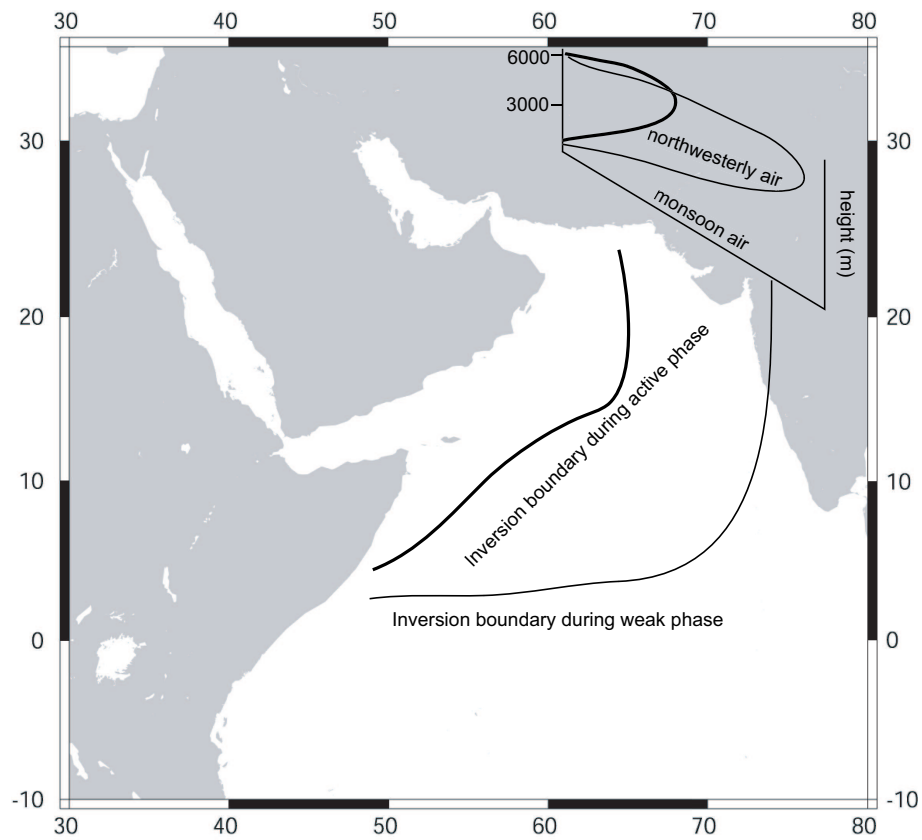 30 40 50 60 70 80
6000
3000
30 30
northwesterly air
monsoon air
height (m)
20 20
Inversion boundary during active phase
10 10
Inversion boundary during weak phase
0 0
-10 -10
30 40 50 60 70 80